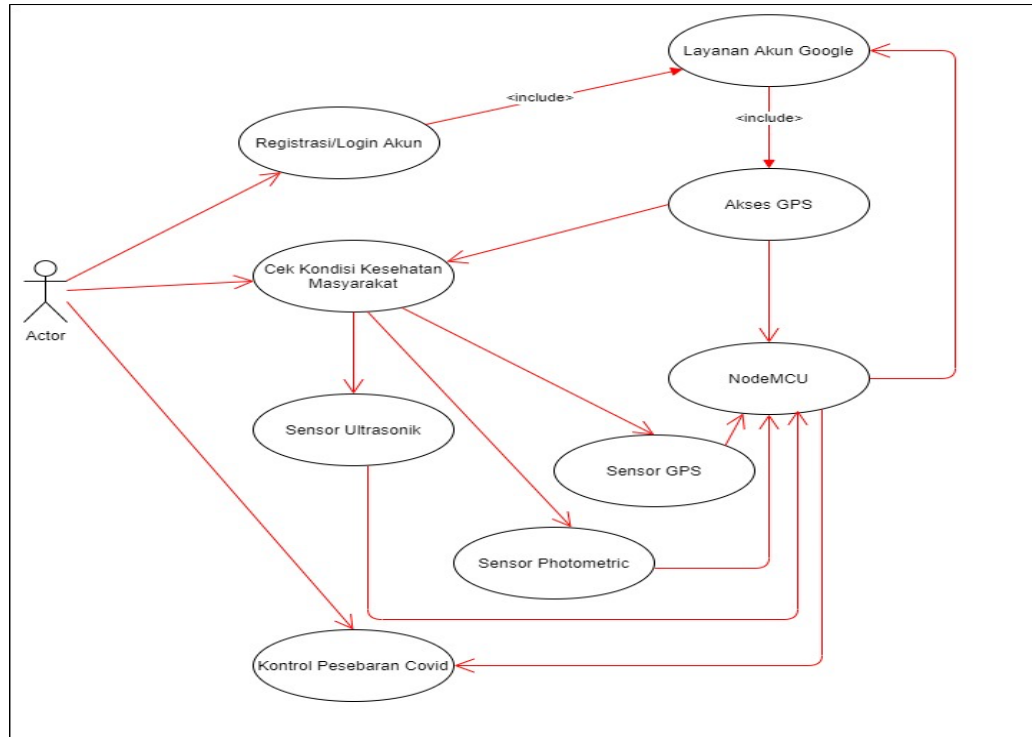 Layanan Akun Google
<include>
<include>
Registrasi/Login Akun
Akses GPS
Cek Kondisi Kesehatan
Masyarakat
Actor
NodeMCU
Sensor Ultrasonik
Sensor GPS
Sensor Photometric
Kontrol Pesebaran Covid